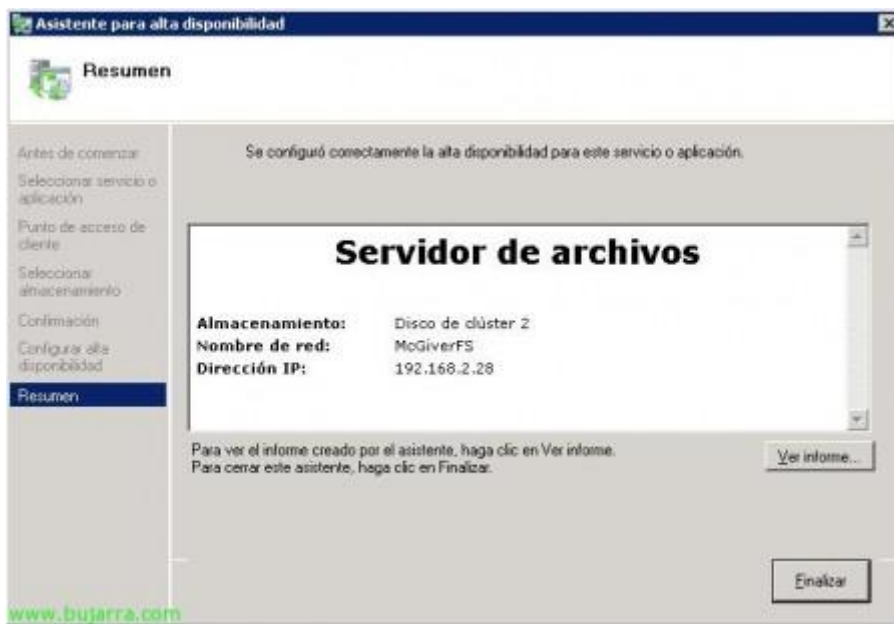 Asistente para alta disponibilidad
Resumen
Antes de comenzar
Seleccionar servicio o
aplicación
Punto de acceso de
cliente
Seleccionar
almacenamiento
Confirmación
Configurar alta
disponibilidad
Resumen
Se configuró correctamente la alta disponibilidad para este servicio o aplicación.
Servidor de archivos
Almacenamiento: Disco de clúster 2
Nombre de red: McGiverFS
Dirección IP: 192.168.2.28
Para ver el informe creado por el asistente, haga clic en Ver informe.
Para cerrar este asistente, haga clic en Finalizar.
Ver informe...
Finalizar
www.bujarra.com